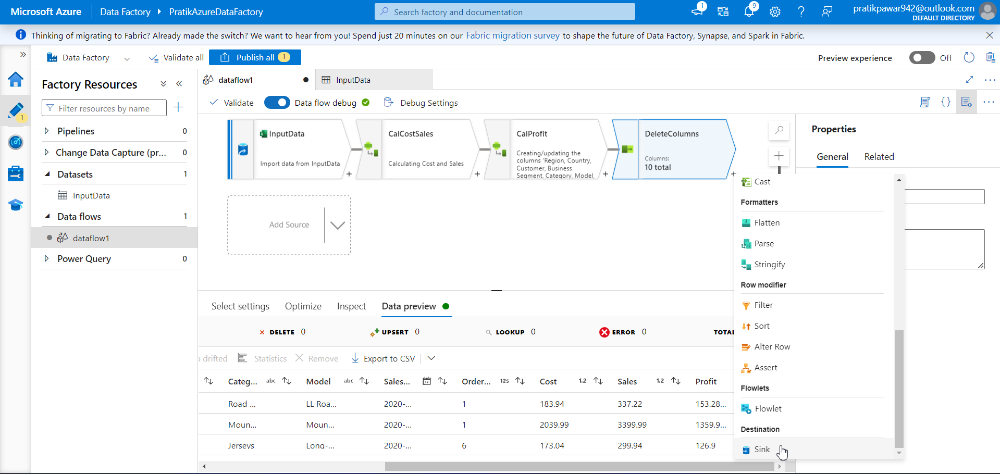 Microsoft Azure
Data Factory
PratikAzureDataFactory
Search factory and documentation
1
9
pratikpawar942@outlook.com
DEFAULT DIRECTORY
Thinking of migrating to Fabric? Already made the switch? We want to hear from you! Spend just 20 minutes on our Fabric migration survey to shape the future of Data Factory, Synapse, and Spark in Fabric.
Data Factory
Validate all
Publish all 1
Preview experience
Off
1
Factory Resources
Filter resources by name
Pipelines 0
Change Data Capture (pr... 0
Datasets 1
InputData
Data flows 1
dataflow1
Power Query 0
dataflow1
InputData
Validate
Data flow debug
Debug Settings
InputData
Import data from InputData
+
CalCostSales
Calculating Cost and Sales
+
CalProfit
Creating/updating the
columns 'Region, Country,
Customer, Business
Segment, Category, Model,
+
DeleteColumns
Columns:
10 total
+
Add Source
Properties
General
Related
Cast
Formatters
Flatten
Parse
Stringify
Row modifier
Filter
Sort
Alter Row
Assert
Flowlets
Flowlet
Destination
Sink
Select settings
Optimize
Inspect
Data preview
DELETE 0
UPSERT 0
LOOKUP 0
ERROR 0
TOTAL
drifted
Statistics
Remove
Export to CSV
Categ... abc
Model abc
Sales... 12
Order... 12s
Cost 1.2
Sales 1.2
Profit
Road ... LL Roa... 2020-... 1 183.94 337.22 153.28...
Moun... Moun... 2020-... 1 2039.99 3399.99 1359.9...
Jerseys Long-... 2020-... 6 173.04 299.94 126.9